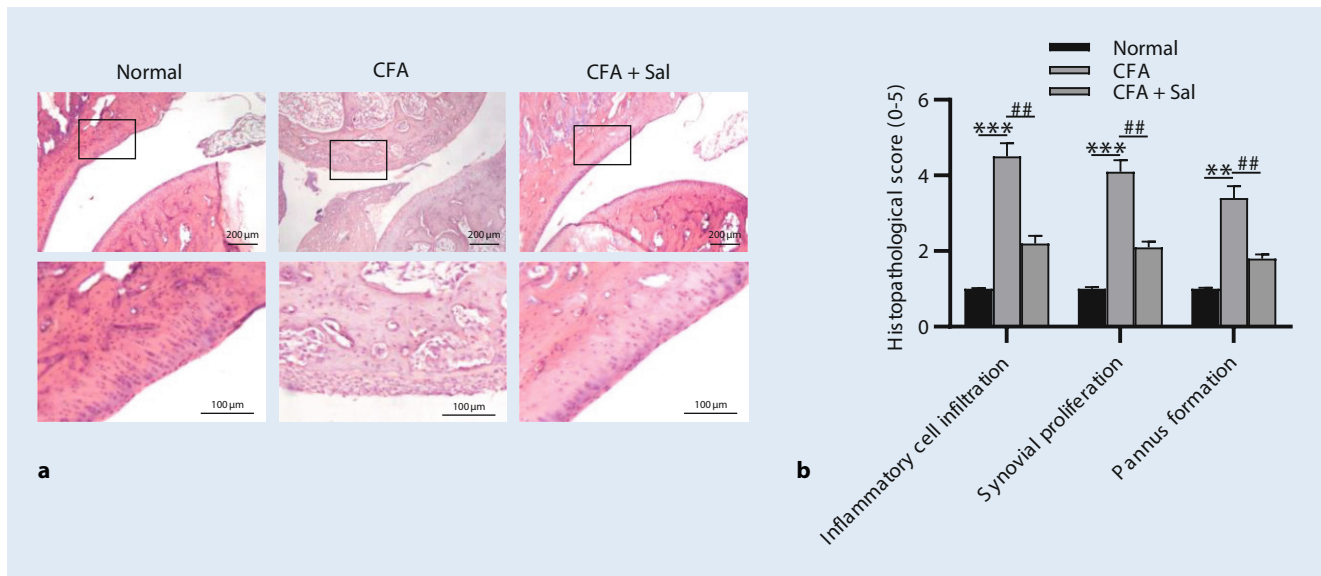 Normal
CFA
CFA + Sal
200 µm
200 µm
200 µm
100 µm
100 µm
100 µm
a
Normal
CFA
CFA + Sal
Histopathological score (0-5)
6
4
2
0
***
##
***
##
**
##
Inflammatory cell infiltration
Synovial proliferation
Pannus formation
b